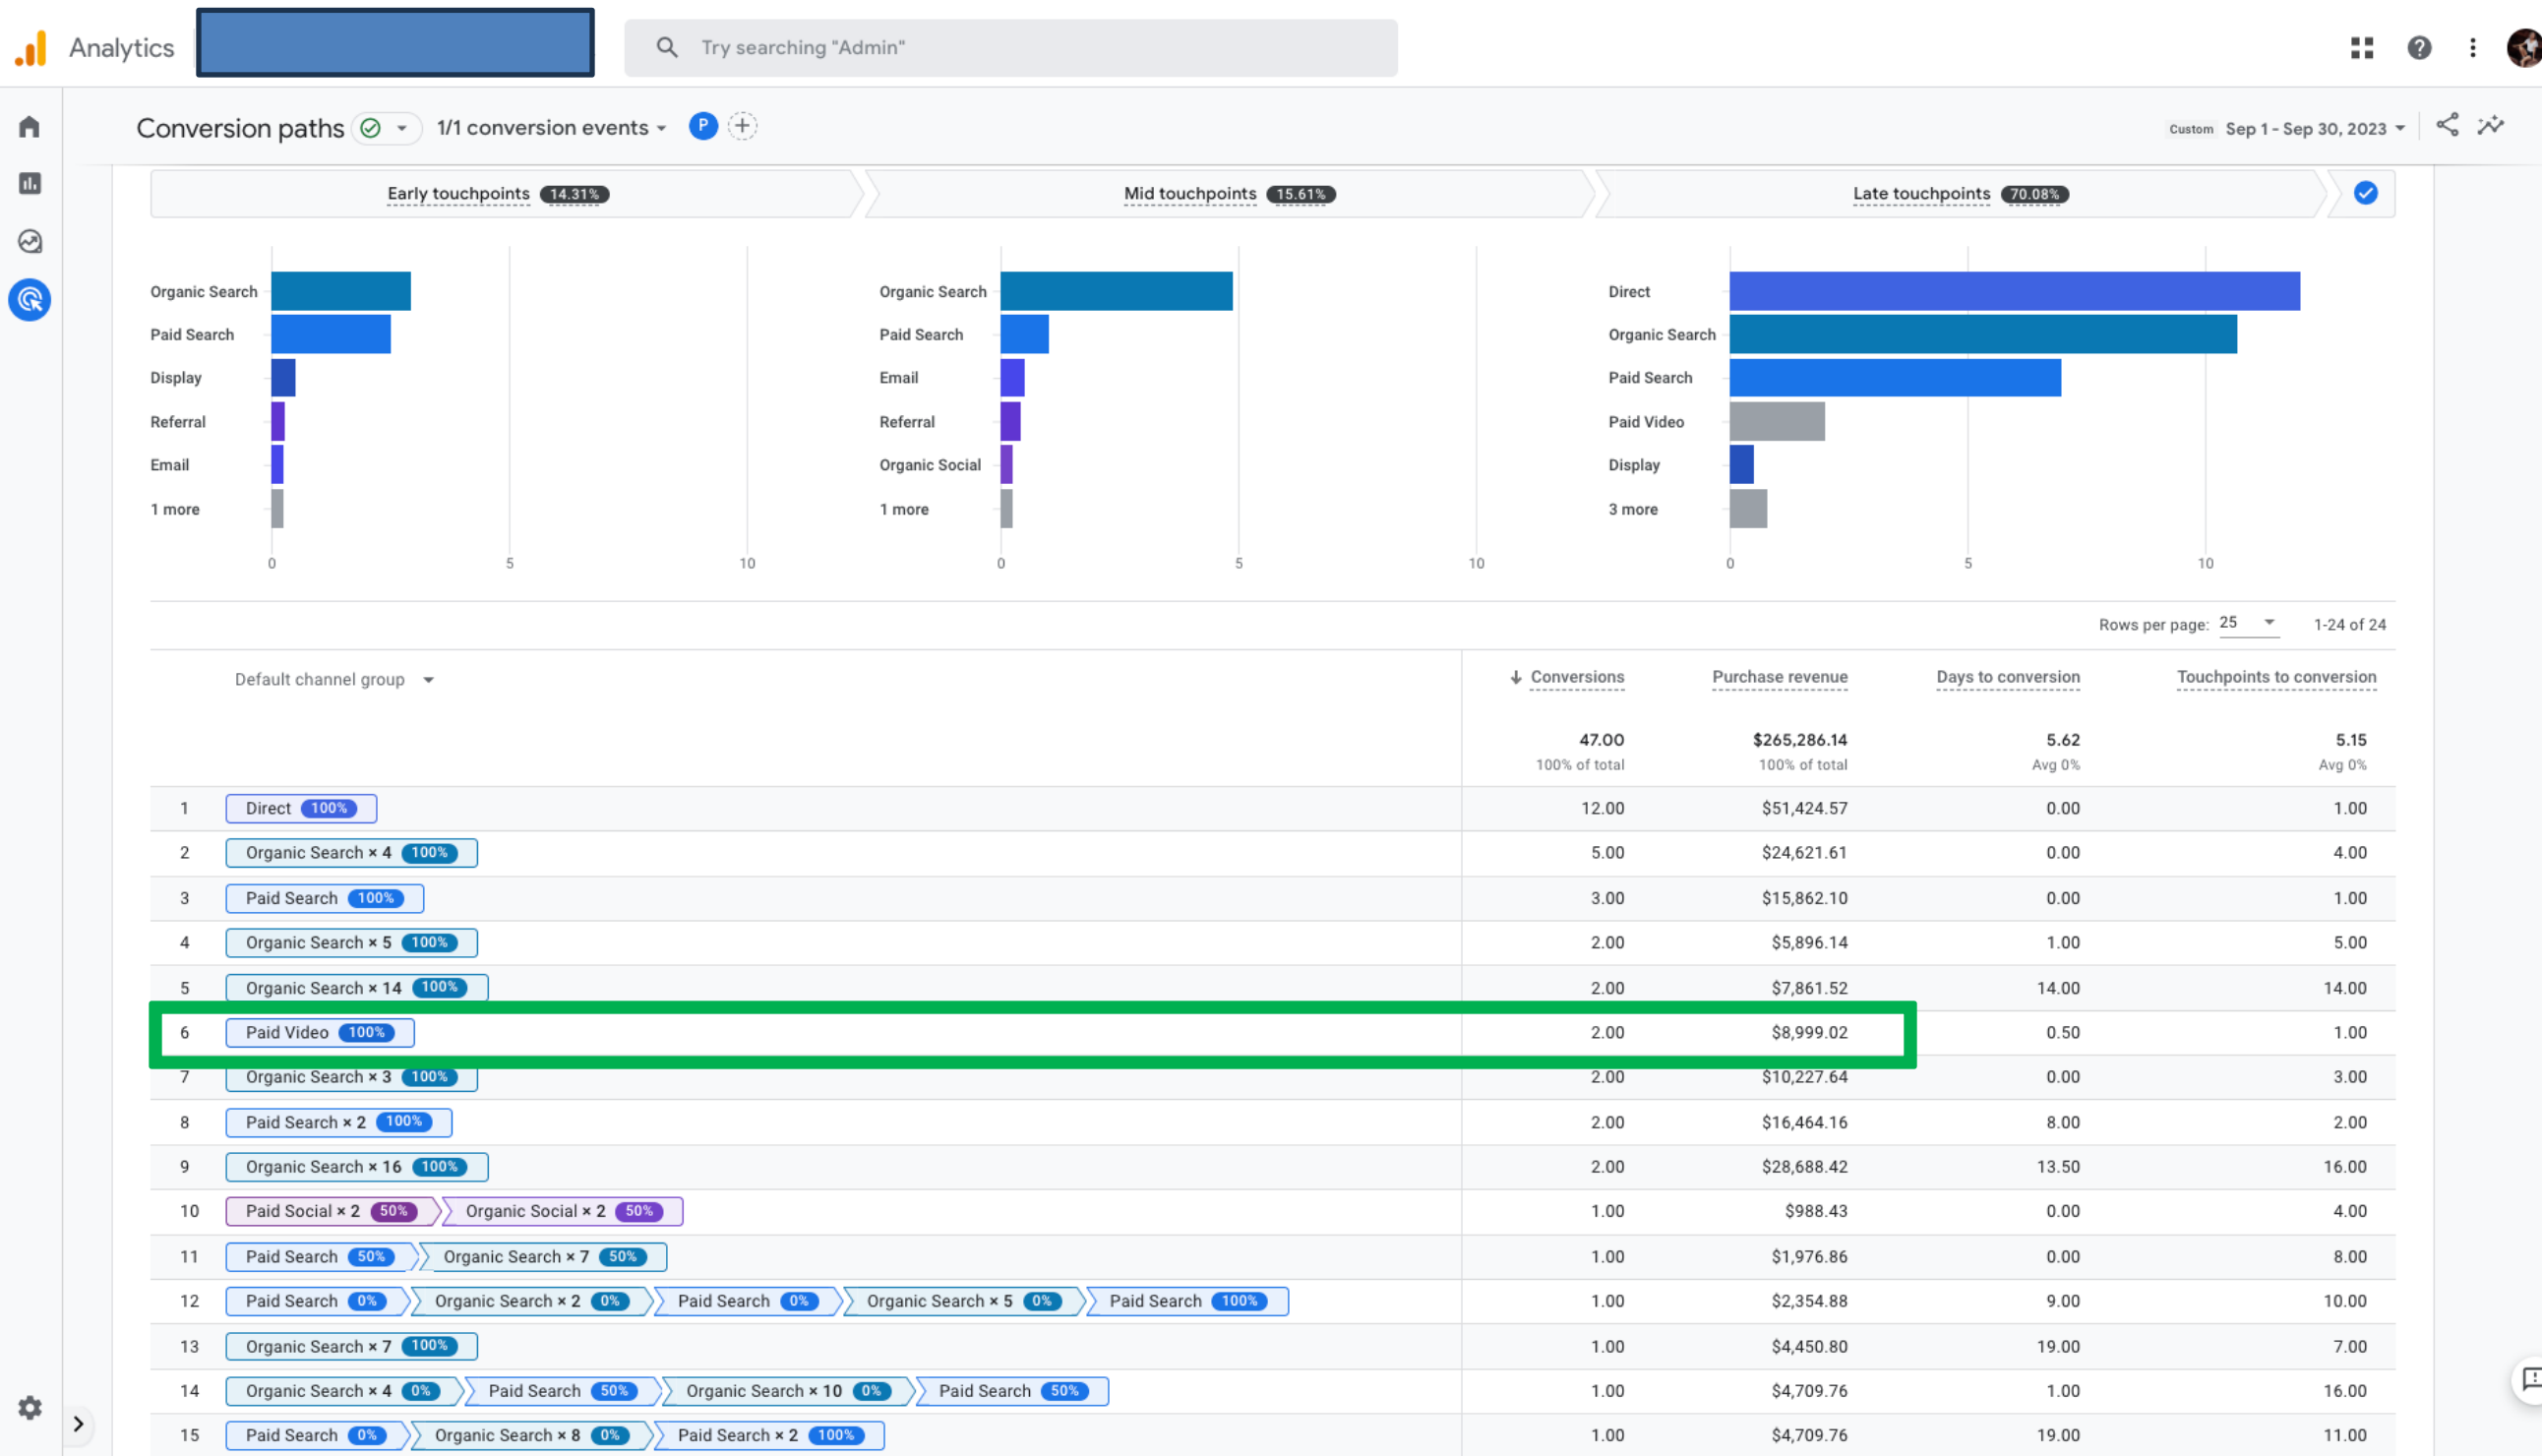 Analytics
Try searching "Admin"
Conversion paths 1/1 conversion events P Custom Sep 1 - Sep 30, 2023
Early touchpoints 14.31% Mid touchpoints 15.61% Late touchpoints 70.08%
Organic Search Organic Search Direct
Paid Search Paid Search Organic Search
Display Email Paid Search
Referral Referral Paid Video
Email Organic Social Display
1 more 1 more 3 more
0 5 10 0 5 10 0 5 10
Rows per page: 25 1-24 of 24
Default channel group Conversions Purchase revenue Days to conversion Touchpoints to conversion
47.00 $265,286.14 5.62 5.15
100% of total 100% of total Avg 0% Avg 0%
1 Direct 100% 12.00 $51,424.57 0.00 1.00
2 Organic Search × 4 100% 5.00 $24,621.61 0.00 4.00
3 Paid Search 100% 3.00 $15,862.10 0.00 1.00
4 Organic Search × 5 100% 2.00 $5,896.14 1.00 5.00
5 Organic Search × 14 100% 2.00 $7,861.52 14.00 14.00
6 Paid Video 100% 2.00 $8,999.02 0.50 1.00
7 Organic Search × 3 100% 2.00 $10,227.64 0.00 3.00
8 Paid Search × 2 100% 2.00 $16,464.16 8.00 2.00
9 Organic Search × 16 100% 2.00 $28,688.42 13.50 16.00
10 Paid Social × 2 50% Organic Social × 2 50% 1.00 $988.43 0.00 4.00
11 Paid Search 50% Organic Search × 7 50% 1.00 $1,976.86 0.00 8.00
12 Paid Search 0% Organic Search × 2 0% Paid Search 0% Organic Search × 5 0% Paid Search 100% 1.00 $2,354.88 9.00 10.00
13 Organic Search × 7 100% 1.00 $4,450.80 19.00 7.00
14 Organic Search × 4 0% Paid Search 50% Organic Search × 10 0% Paid Search 50% 1.00 $4,709.76 1.00 16.00
15 Paid Search 0% Organic Search × 8 0% Paid Search × 2 100% 1.00 $4,709.76 19.00 11.00